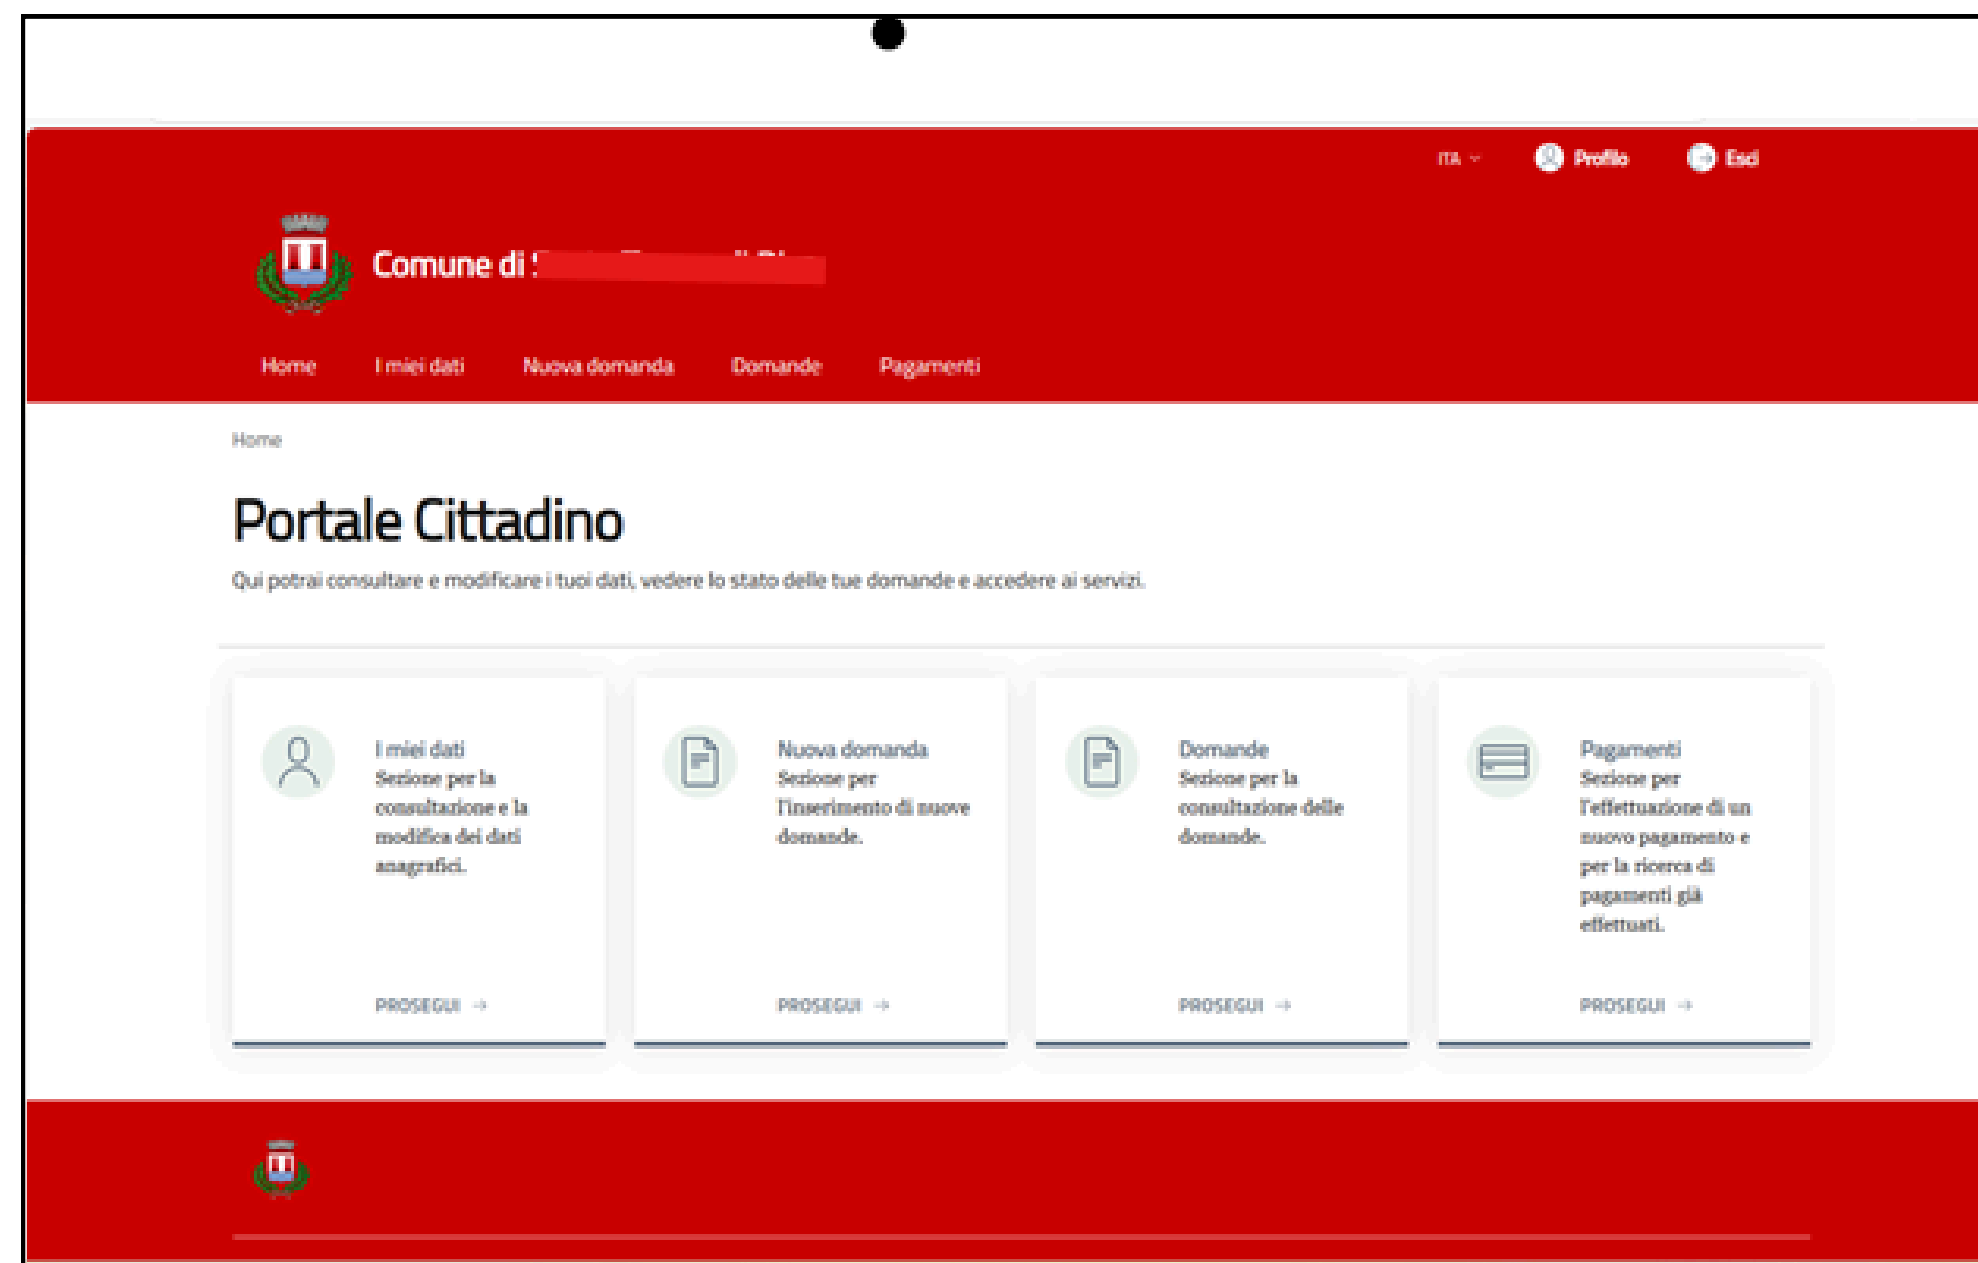 ITA
Profilo
Esci
Comune di
Home
I miei dati
Nuova domanda
Domande
Pagamenti
Home
Portale Cittadino
Qui potrai consultare e modificare i tuoi dati, vedere lo stato delle tue domande e accedere ai servizi.
I miei dati
Sezione per la
consultazione e la
modifica dei dati
anagrafici.
PROSEGUI →
Nuova domanda
Sezione per
l'inserimento di nuove
domande.
PROSEGUI →
Domande
Sezione per la
consultazione delle
domande.
PROSEGUI →
Pagamenti
Sezione per
l'effettuazione di un
nuovo pagamento e
per la ricerca di
pagamenti già
effettuati.
PROSEGUI →